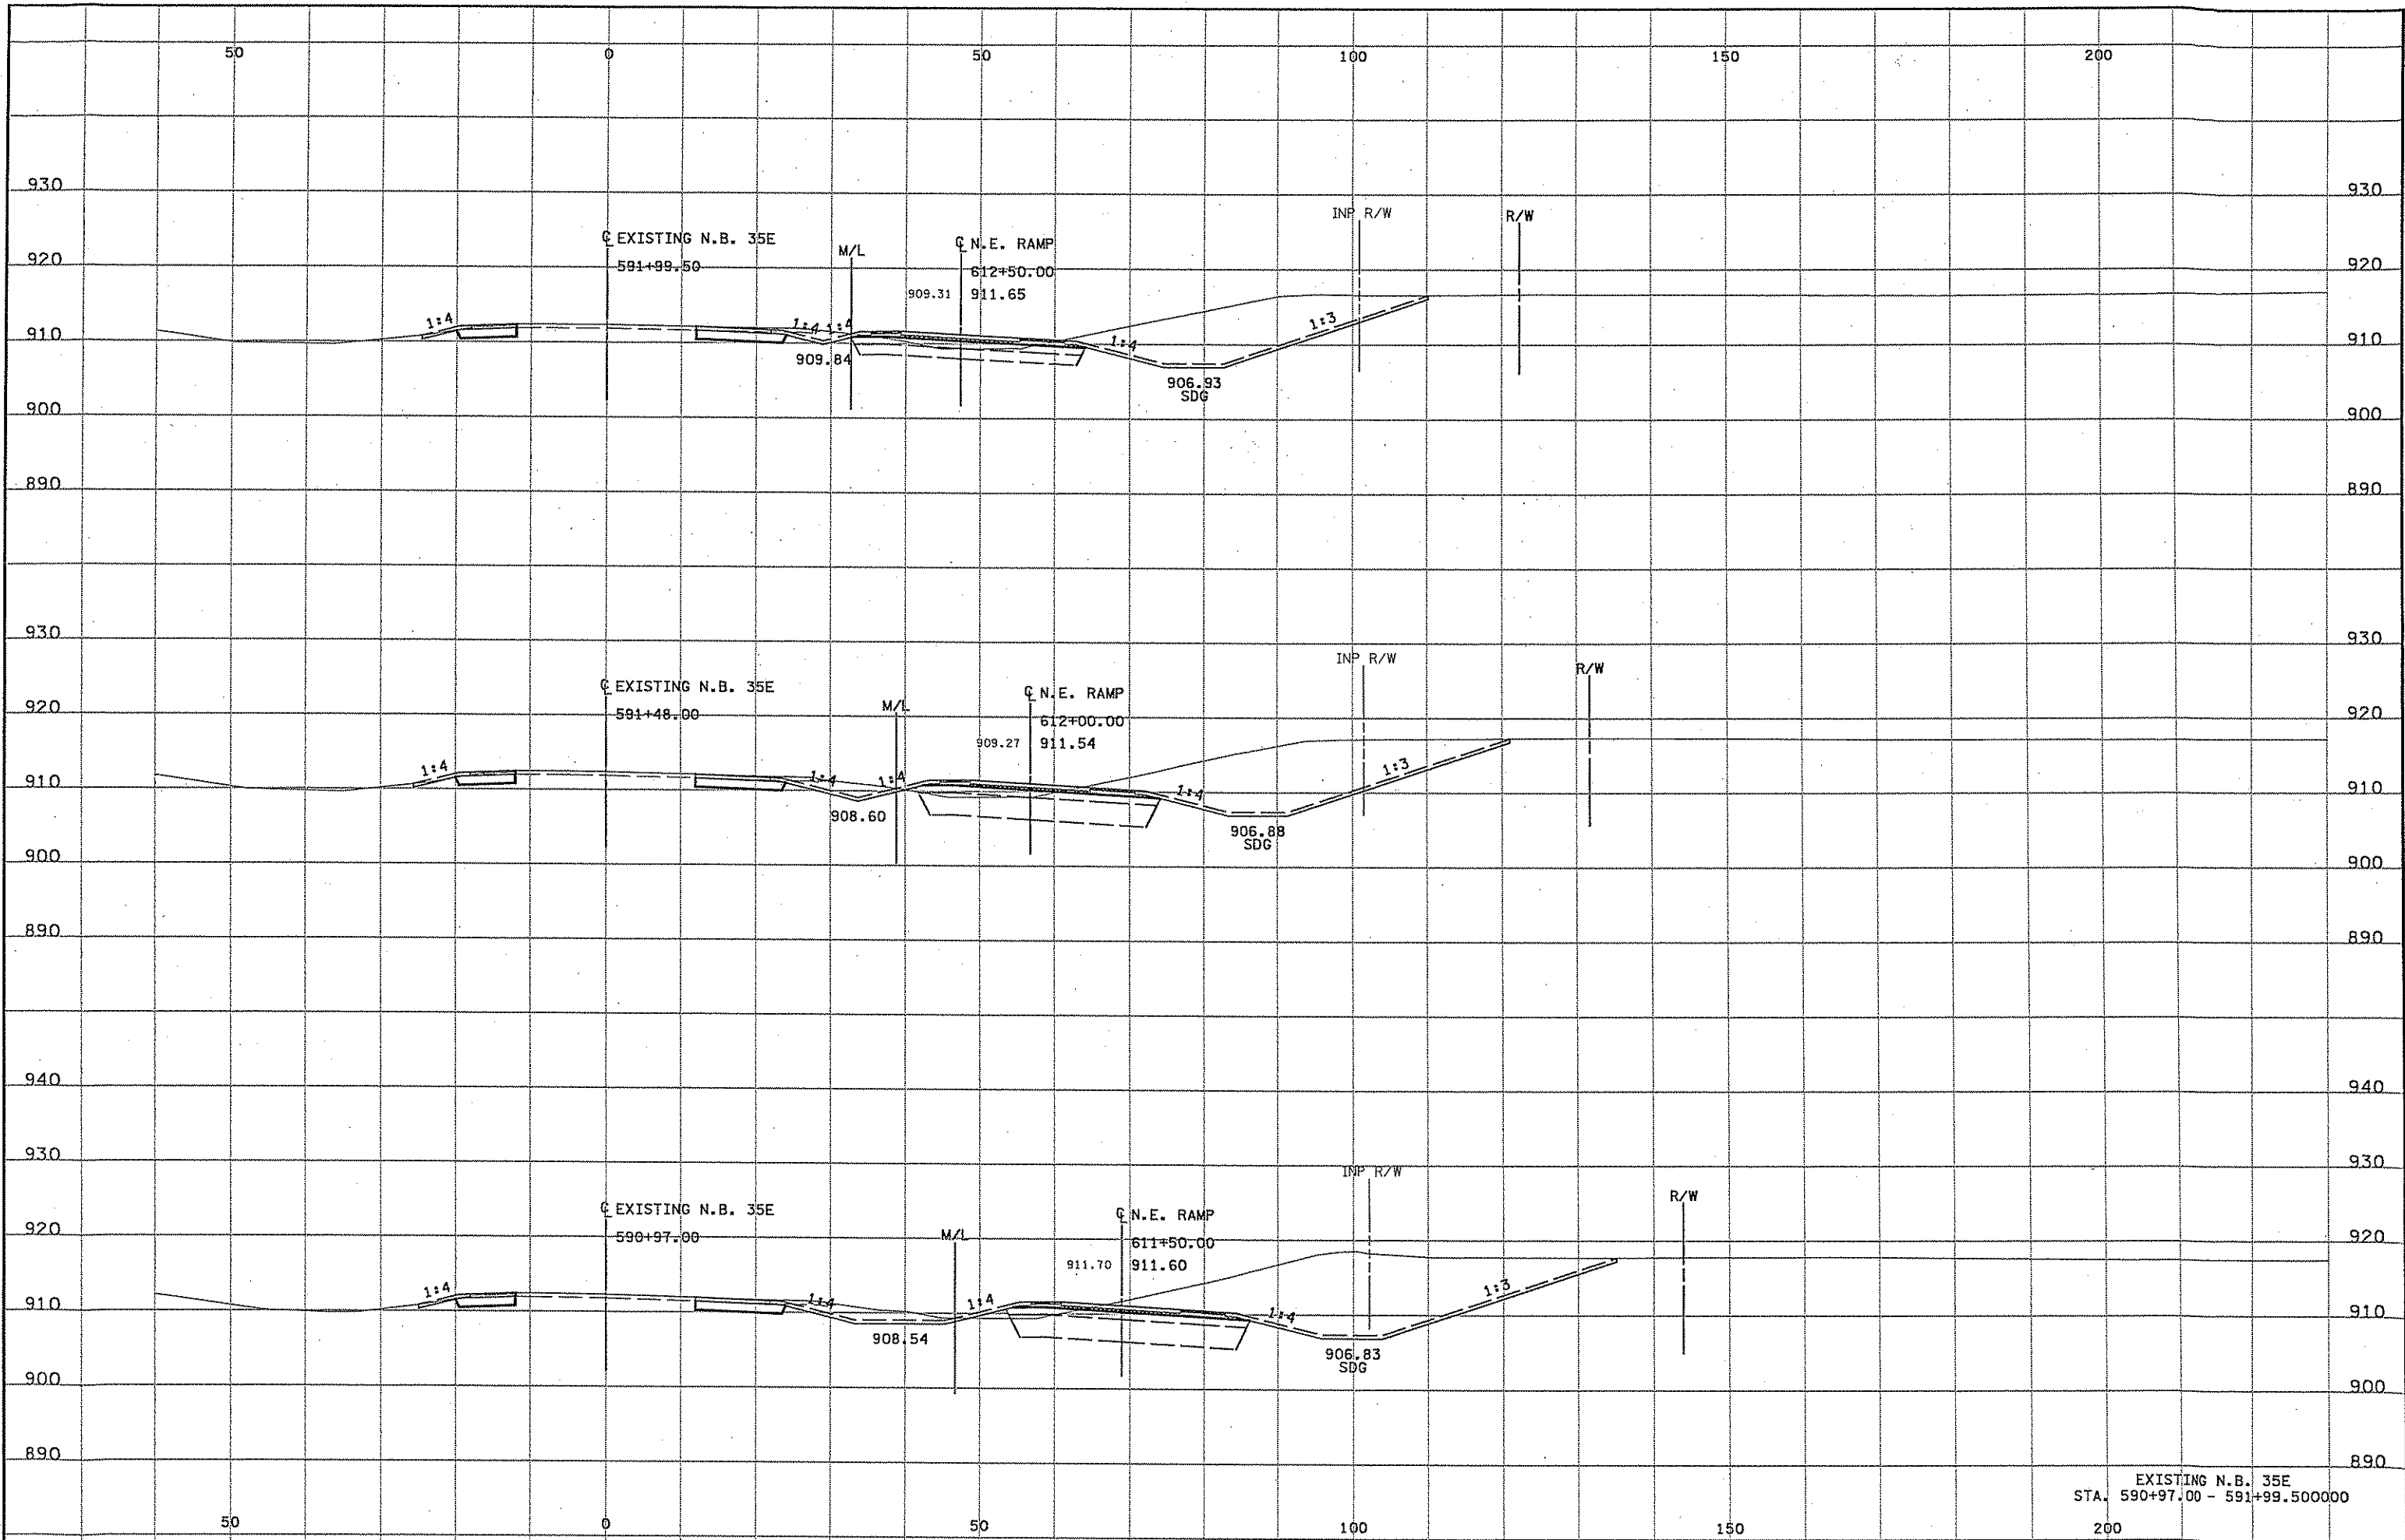 50 0 50 100 150 200
930 930
INP R/W R/W
℄ EXISTING N.B. 35E M/L ℄ N.E. RAMP
920 591+99.50 612+50.00 920
909.31 911.65
1:4 1:4 1:4 1:3
910 1:4 910
909.84
906.93
SDG
900 900
890 890
930 930
INP R/W R/W
℄ EXISTING N.B. 35E M/L ℄ N.E. RAMP
920 591+48.00 612+00.00 920
909.27 911.54
1:4 1:4 1:4 1:3
910 1:4 910
908.60
906.88
SDG
900 900
890 890
940 940
930 930
INP R/W R/W
℄ EXISTING N.B. 35E ℄ N.E. RAMP
920 590+97.00 M/L 611+50.00 920
911.70 911.60
1:4 1:4 1:4 1:3
910 1:4 910
908.54
906.83
SDG
900 900
890 890
EXISTING N.B. 35E
STA. 590+97.00 - 591+99.500000
50 0 50 100 150 200